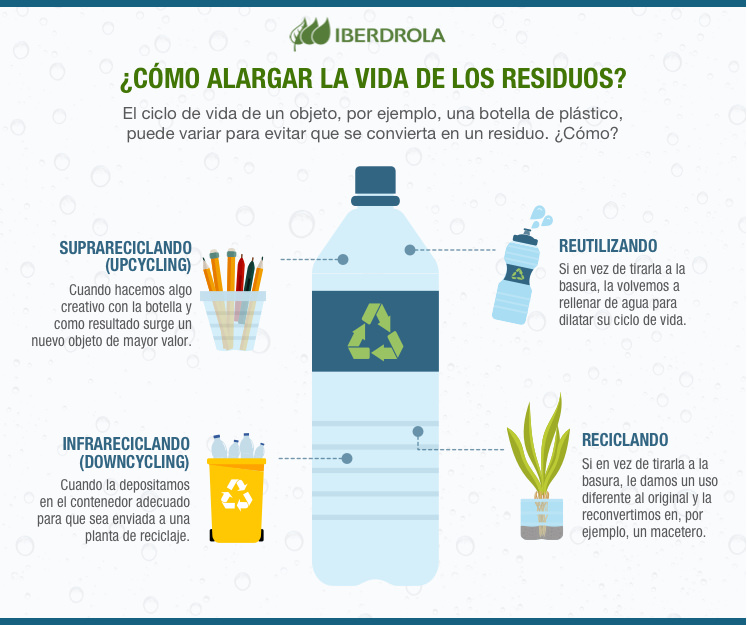 IBERDROLA
¿CÓMO ALARGAR LA VIDA DE LOS RESIDUOS?
El ciclo de vida de un objeto, por ejemplo, una botella de plástico,
puede variar para evitar que se convierta en un residuo. ¿Cómo?
SUPRARECICLANDO
(UPCYCLING)
Cuando hacemos algo
creativo con la botella y
como resultado surge un
nuevo objeto de mayor valor.
REUTILIZANDO
Si en vez de tirarla a la
basura, la volvemos a
rellenar de agua para
dilatar su ciclo de vida.
INFRARECICLANDO
(DOWNCYCLING)
Cuando la depositamos
en el contenedor adecuado
para que sea enviada a una
planta de reciclaje.
RECICLANDO
Si en vez de tirarla a la
basura, le damos un uso
diferente al original y la
reconvertimos en, por
ejemplo, un macetero.